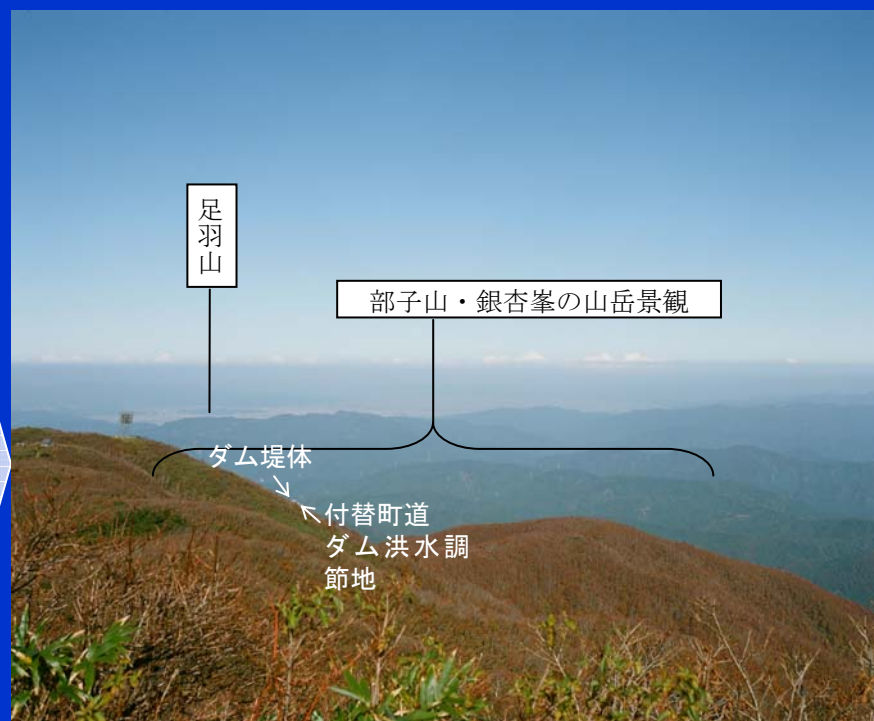 足羽山
部子山・銀杏峯の山岳景観
ダム堤体
付替町道
ダム洪水調
節地